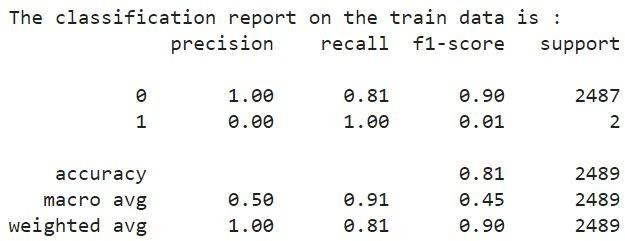 The classification report on the train data is :
precision recall f1-score support
0 1.00 0.81 0.90 2487
1 0.00 1.00 0.01 2
accuracy 0.81 2489
macro avg 0.50 0.91 0.45 2489
weighted avg 1.00 0.81 0.90 2489